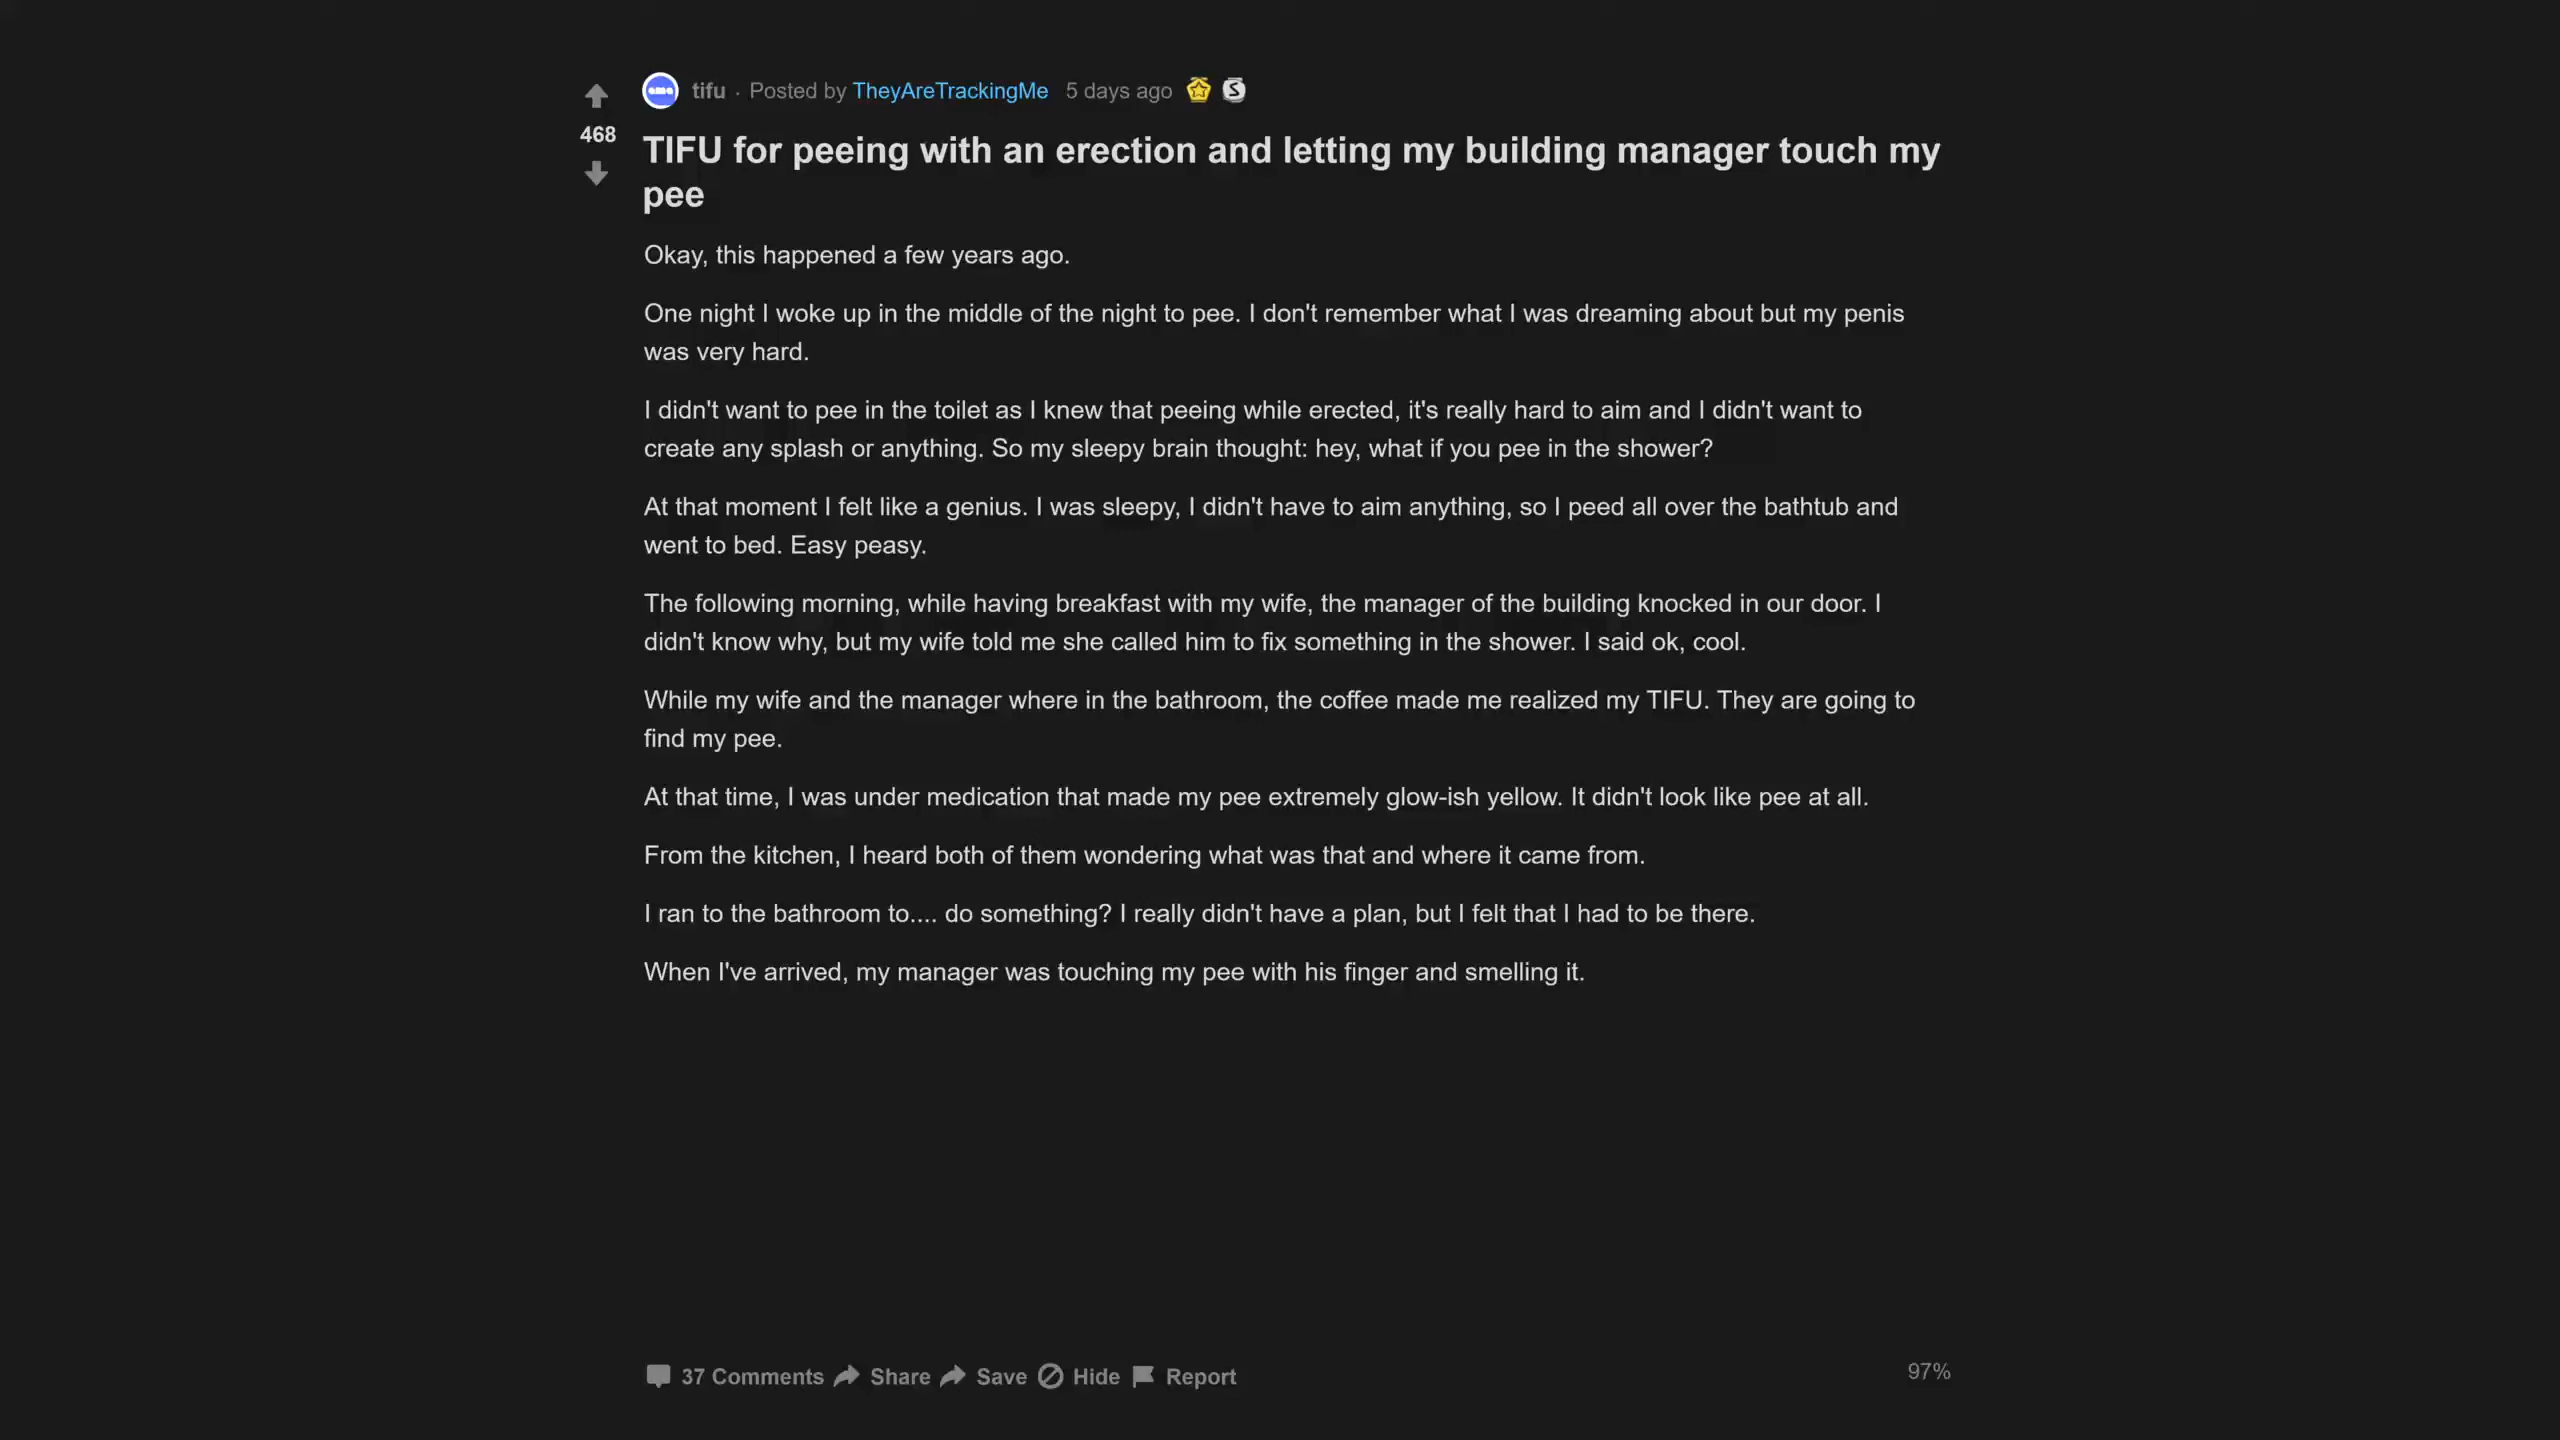 tifu · Posted by TheyAreTrackingMe 5 days ago
468
TIFU for peeing with an erection and letting my building manager touch my
pee
Okay, this happened a few years ago.
One night I woke up in the middle of the night to pee. I don't remember what I was dreaming about but my penis
was very hard.
I didn't want to pee in the toilet as I knew that peeing while erected, it's really hard to aim and I didn't want to
create any splash or anything. So my sleepy brain thought: hey, what if you pee in the shower?
At that moment I felt like a genius. I was sleepy, I didn't have to aim anything, so I peed all over the bathtub and
went to bed. Easy peasy.
The following morning, while having breakfast with my wife, the manager of the building knocked in our door. I
didn't know why, but my wife told me she called him to fix something in the shower. I said ok, cool.
While my wife and the manager where in the bathroom, the coffee made me realized my TIFU. They are going to
find my pee.
At that time, I was under medication that made my pee extremely glow-ish yellow. It didn't look like pee at all.
From the kitchen, I heard both of them wondering what was that and where it came from.
I ran to the bathroom to.... do something? I really didn't have a plan, but I felt that I had to be there.
When I've arrived, my manager was touching my pee with his finger and smelling it.
37 Comments Share Save Hide Report 97%